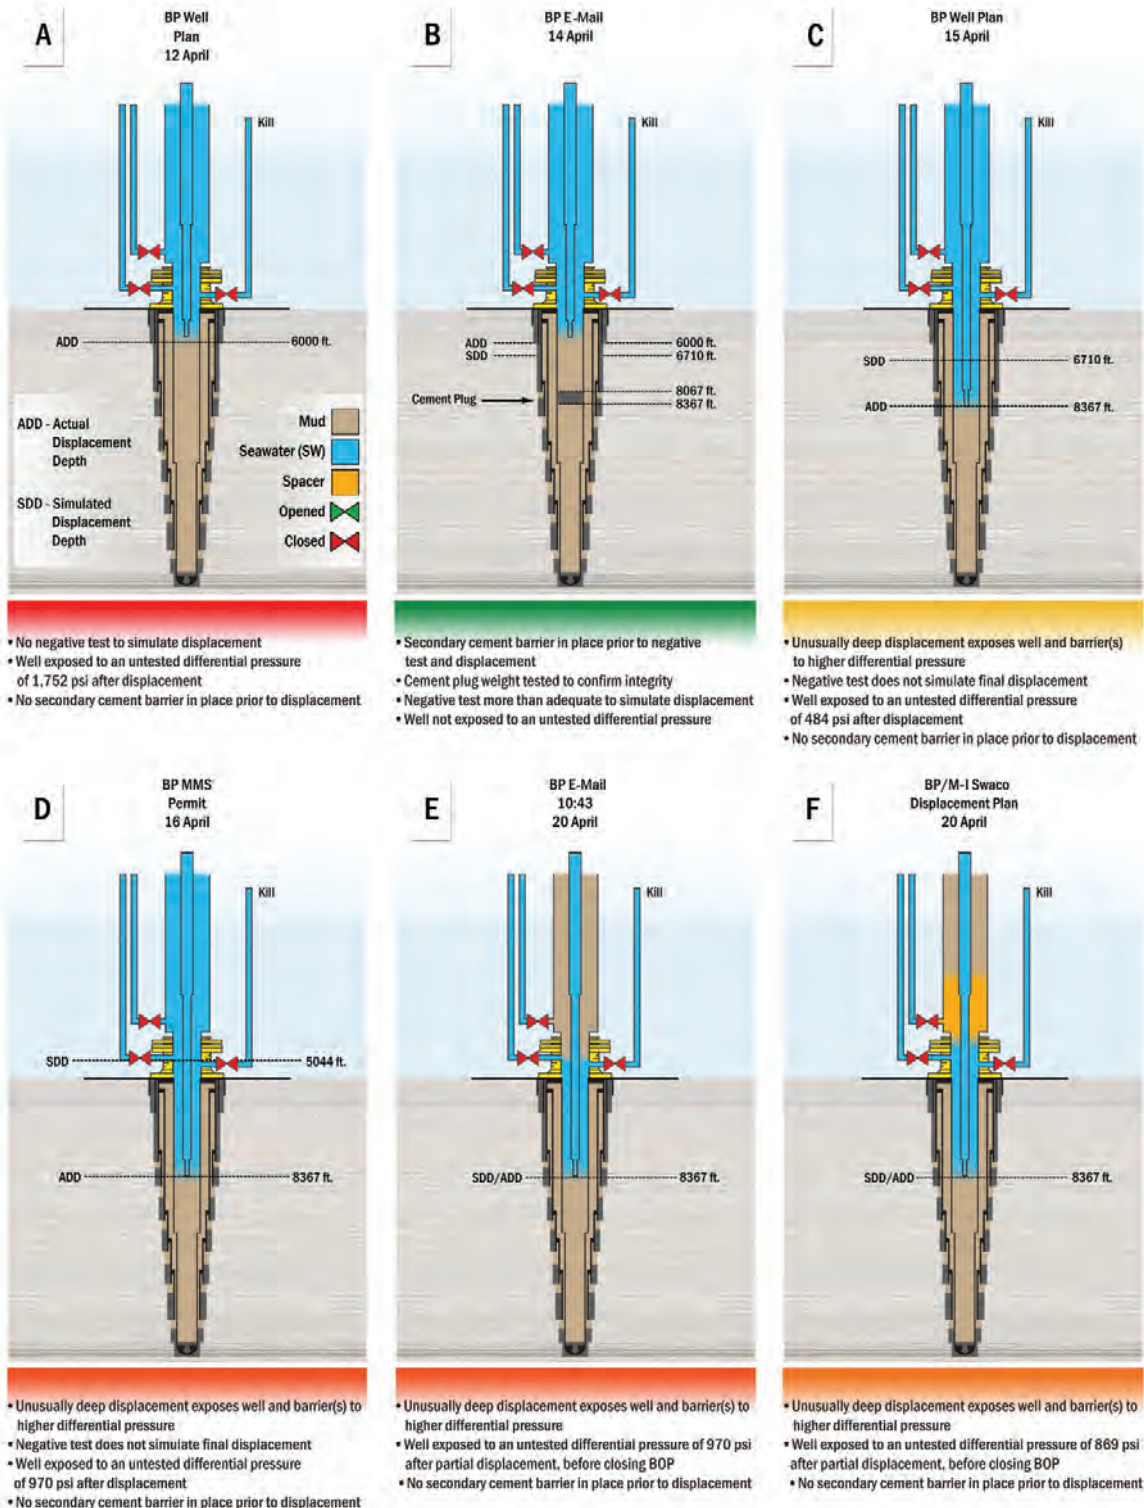 A
BP Well
Plan
12 April
Kill
ADD
6000 ft.
ADD - Actual
Displacement
Depth
SDD - Simulated
Displacement
Depth
Mud
Seawater (SW)
Spacer
Opened
Closed
• No negative test to simulate displacement
• Well exposed to an untested differential pressure
of 1,752 psi after displacement
• No secondary cement barrier in place prior to displacement
B
BP E-Mail
14 April
Kill
ADD
6000 ft.
SDD
6710 ft.
8067 ft.
Cement Plug
8367 ft.
• Secondary cement barrier in place prior to negative
test and displacement
• Cement plug weight tested to confirm integrity
• Negative test more than adequate to simulate displacement
• Well not exposed to an untested differential pressure
C
BP Well Plan
15 April
Kill
SDD
6710 ft.
ADD
8367 ft.
• Unusually deep displacement exposes well and barrier(s)
to higher differential pressure
• Negative test does not simulate final displacement
• Well exposed to an untested differential pressure
of 484 psi after displacement
• No secondary cement barrier in place prior to displacement
D
BP MMS
Permit
16 April
Kill
SDD
5044 ft.
ADD
8367 ft.
• Unusually deep displacement exposes well and barrier(s) to
higher differential pressure
• Negative test does not simulate final displacement
• Well exposed to an untested differential pressure
of 970 psi after displacement
• No secondary cement barrier in place prior to displacement
E
BP E-Mail
10:43
20 April
Kill
SDD/ADD
8367 ft.
• Unusually deep displacement exposes well and barrier(s) to
higher differential pressure
• Well exposed to an untested differential pressure of 970 psi
after partial displacement, before closing BOP
• No secondary cement barrier in place prior to displacement
F
BP/M-I Swaco
Displacement Plan
20 April
Kill
SDD/ADD
8367 ft.
• Unusually deep displacement exposes well and barrier(s) to
higher differential pressure
• Well exposed to an untested differential pressure of 869 psi
after partial displacement, before closing BOP
• No secondary cement barrier in place prior to displacement